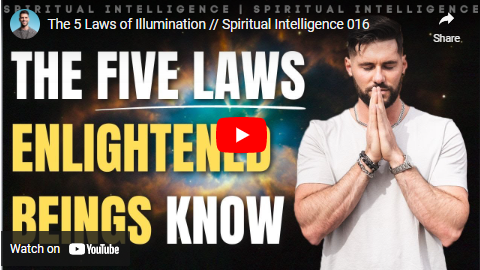 SPIRITUAL INTELLIGENCE | SPIRITUAL INTELLIGENCE
The 5 Laws of Illumination // Spiritual Intelligence 016
Share
THE FIVE LAWS
ENLIGHTENED
BEINGS KNOW
Watch on YouTube